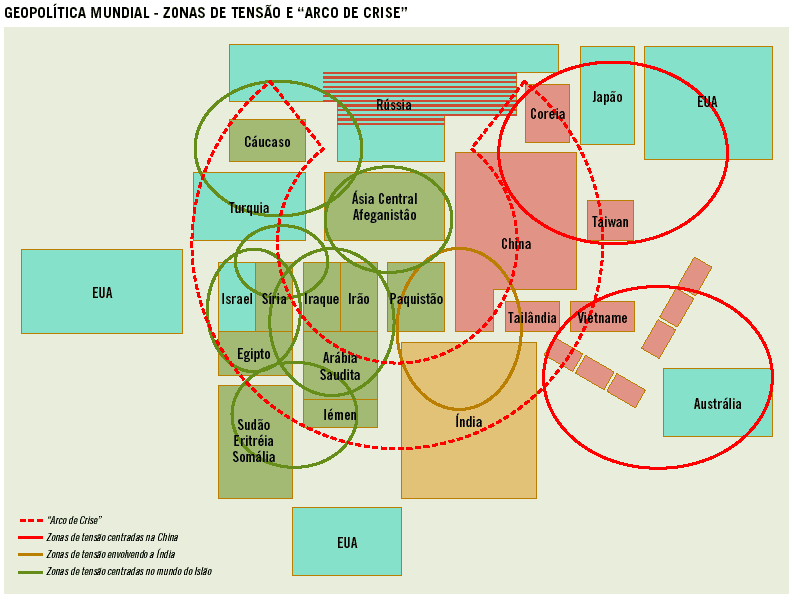 GEOPOLÍTICA MUNDIAL - ZONAS DE TENSÃO E “ARCO DE CRISE”
Rússia
Japão
EUA
Coreia
Cáucaso
Turquia
Ásia Central
Afeganistão
China
Taiwan
EUA
Israel
Síria
Iraque
Irão
Paquistão
Tailândia
Vietname
Egipto
Arábia
Saudita
Iémen
Sudão
Eritréia
Somália
Índia
Austrália
EUA
“Arco de Crise”
Zonas de tensão centradas na China
Zonas de tensão envolvendo a Índia
Zonas de tensão centradas no mundo do Islão